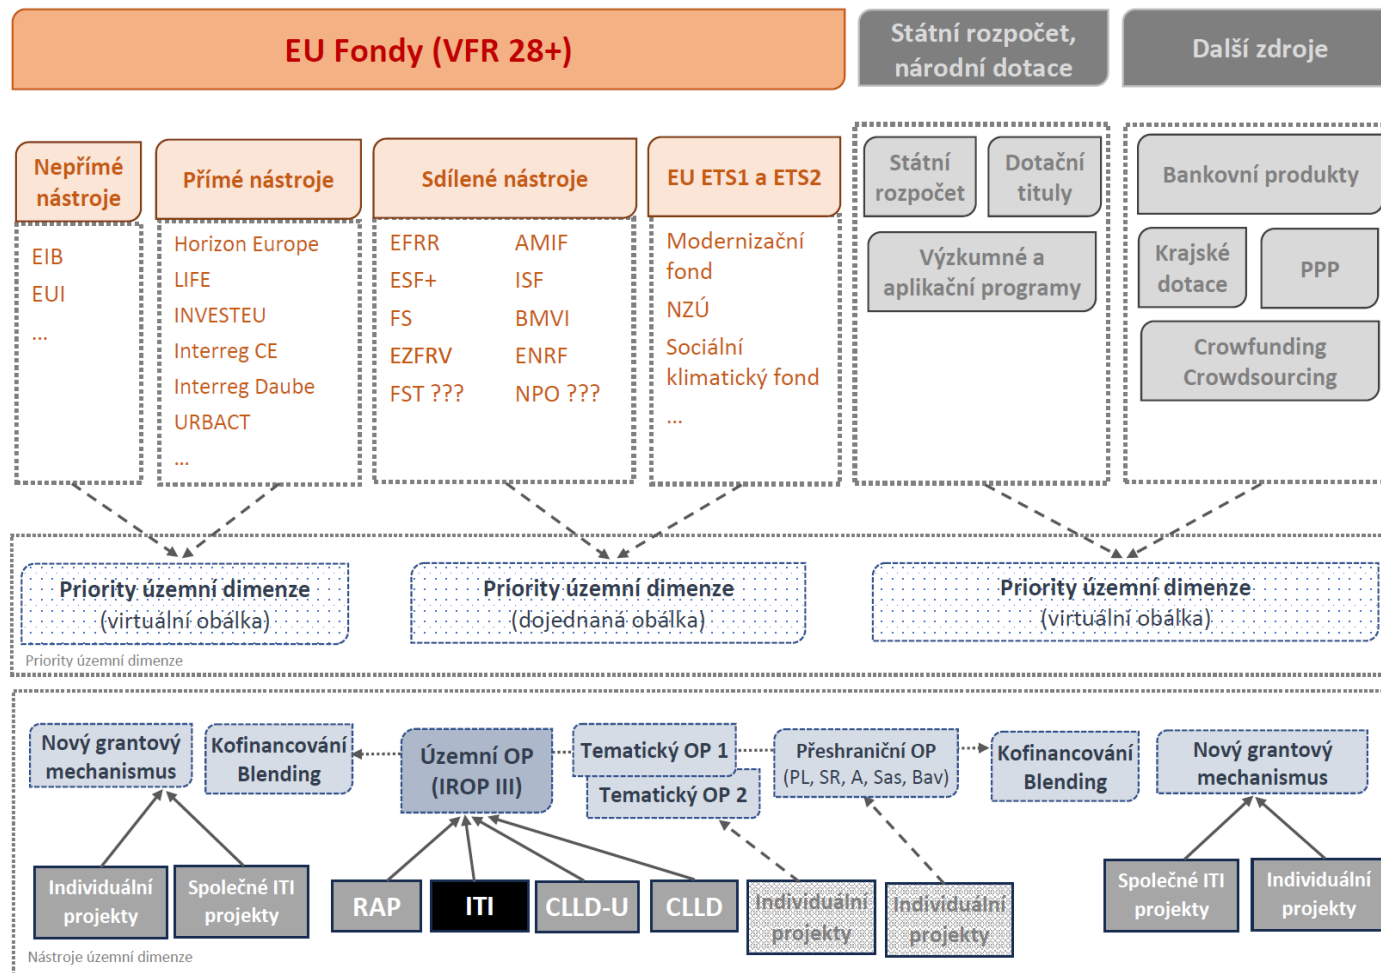 EU Fondy (VFR 28+)
Státní rozpočet,
národní dotace
Další zdroje
Nepřímé
nástroje
EIB
EUI
...
Přímé nástroje
Horizon Europe
LIFE
INVESTEU
Interreg CE
Interreg Daube
URBACT
...
Sdílené nástroje
EFRR
ESF+
FS
EZFRV
FST ???
AMIF
ISF
BMVI
ENRF
NPO ???
EU ETS1 a ETS2
Modernizační
fond
NZÚ
Sociální
klimatický fond
...
Státní
rozpočet
Dotační
tituly
Výzkumné a
aplikační programy
Bankovní produkty
Krajské
dotace
PPP
Crowfunding
Crowdsourcing
Priority územní dimenze
(virtuální obálka)
Priority územní dimenze
(dojednaná obálka)
Priority územní dimenze
(virtuální obálka)
Priority územní dimenze
Nový grantový
mechanismus
Kofinancování
Blending
Územní OP
(IROP III)
Tematický OP 1
Tematický OP 2
Přeshraniční OP
(PL, SR, A, Sas, Bav)
Kofinancování
Blending
Nový grantový
mechanismus
Individuální
projekty
Společné ITI
projekty
RAP
ITI
CLLD-U
CLLD
Individuální
projekty
Individuální
projekty
Společné ITI
projekty
Individuální
projekty
Nástroje územní dimenze